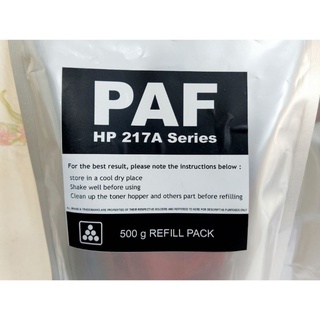 PAF
HP 217A Series
For the best result, please note the instructions below :
store in a cool dry place
Shake well before using
Clean up the toner hopper and others part before refilling
500 g REFILL PACK